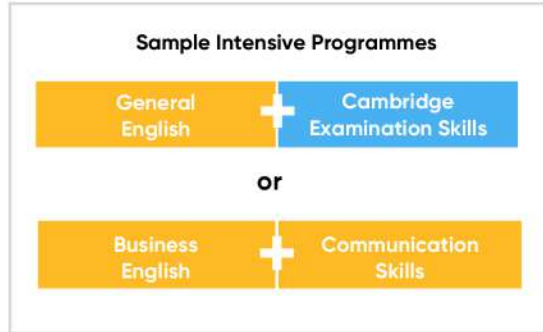 Sample Intensive Programmes
General
English
+
Cambridge
Examination Skills
or
Business
English
+
Communication
Skills